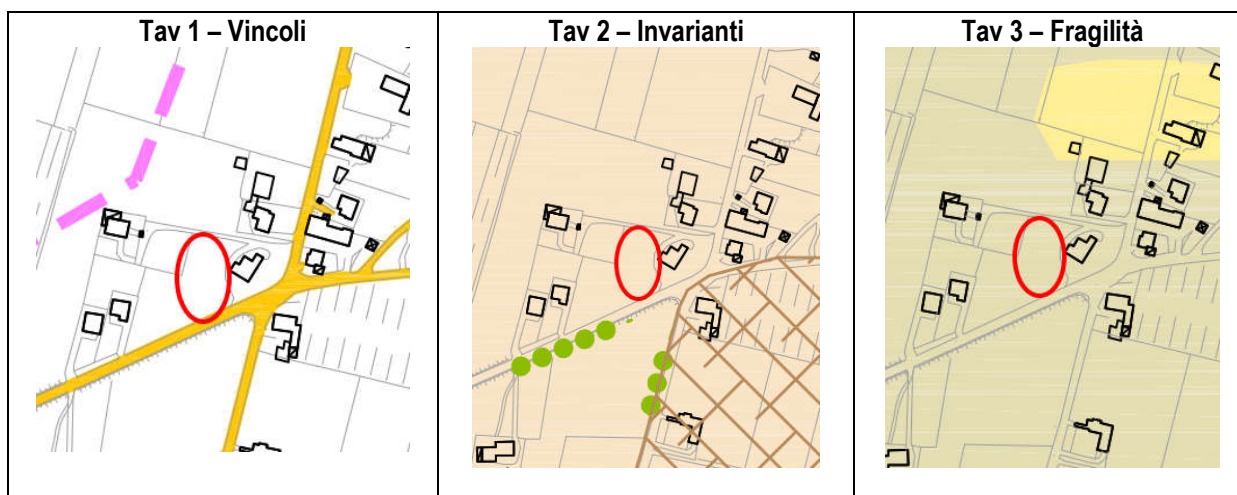 Tav 1 – Vincoli
Tav 2 – Invarianti
Tav 3 – Fragilità